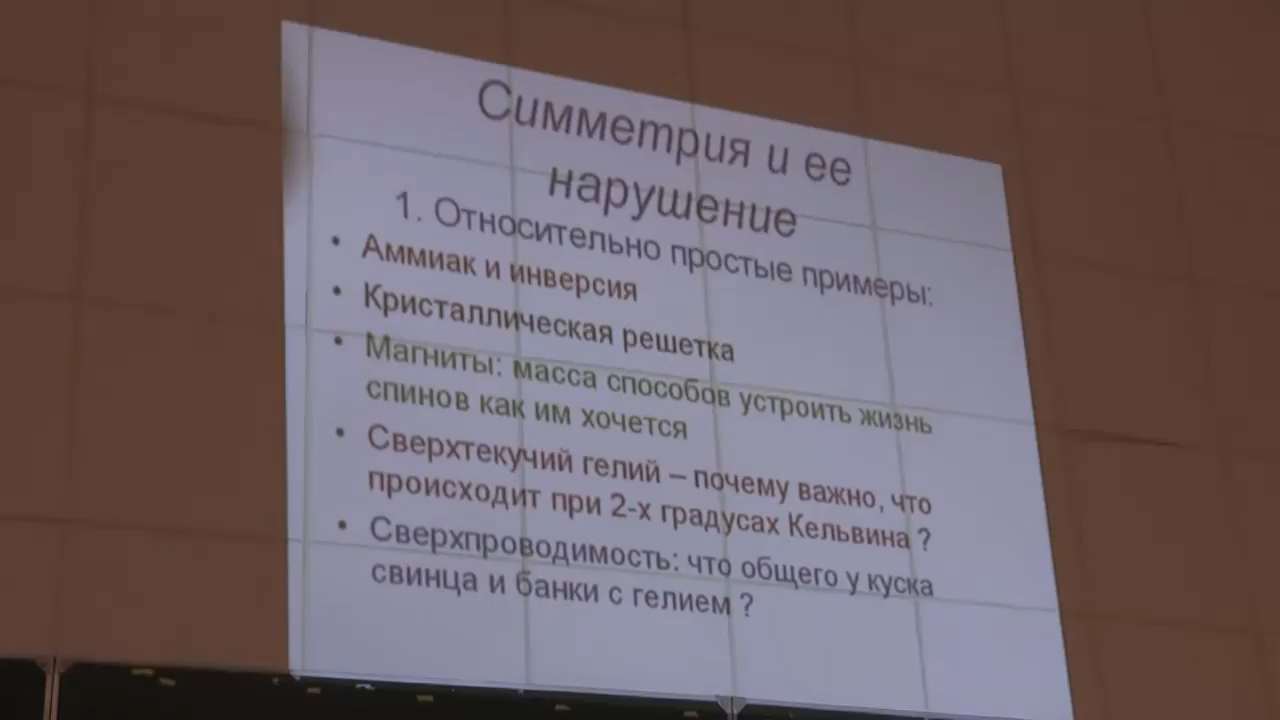 Симметрия и ее
нарушение
1. Относительно простые примеры:
• Аммиак и инверсия
• Кристаллическая решетка
• Магниты: масса способов устроить жизнь
спинов как им хочется
• Сверхтекучий гелий – почему важно, что
происходит при 2-х градусах Кельвина ?
• Сверхпроводимость: что общего у куска
свинца и банки с гелием ?